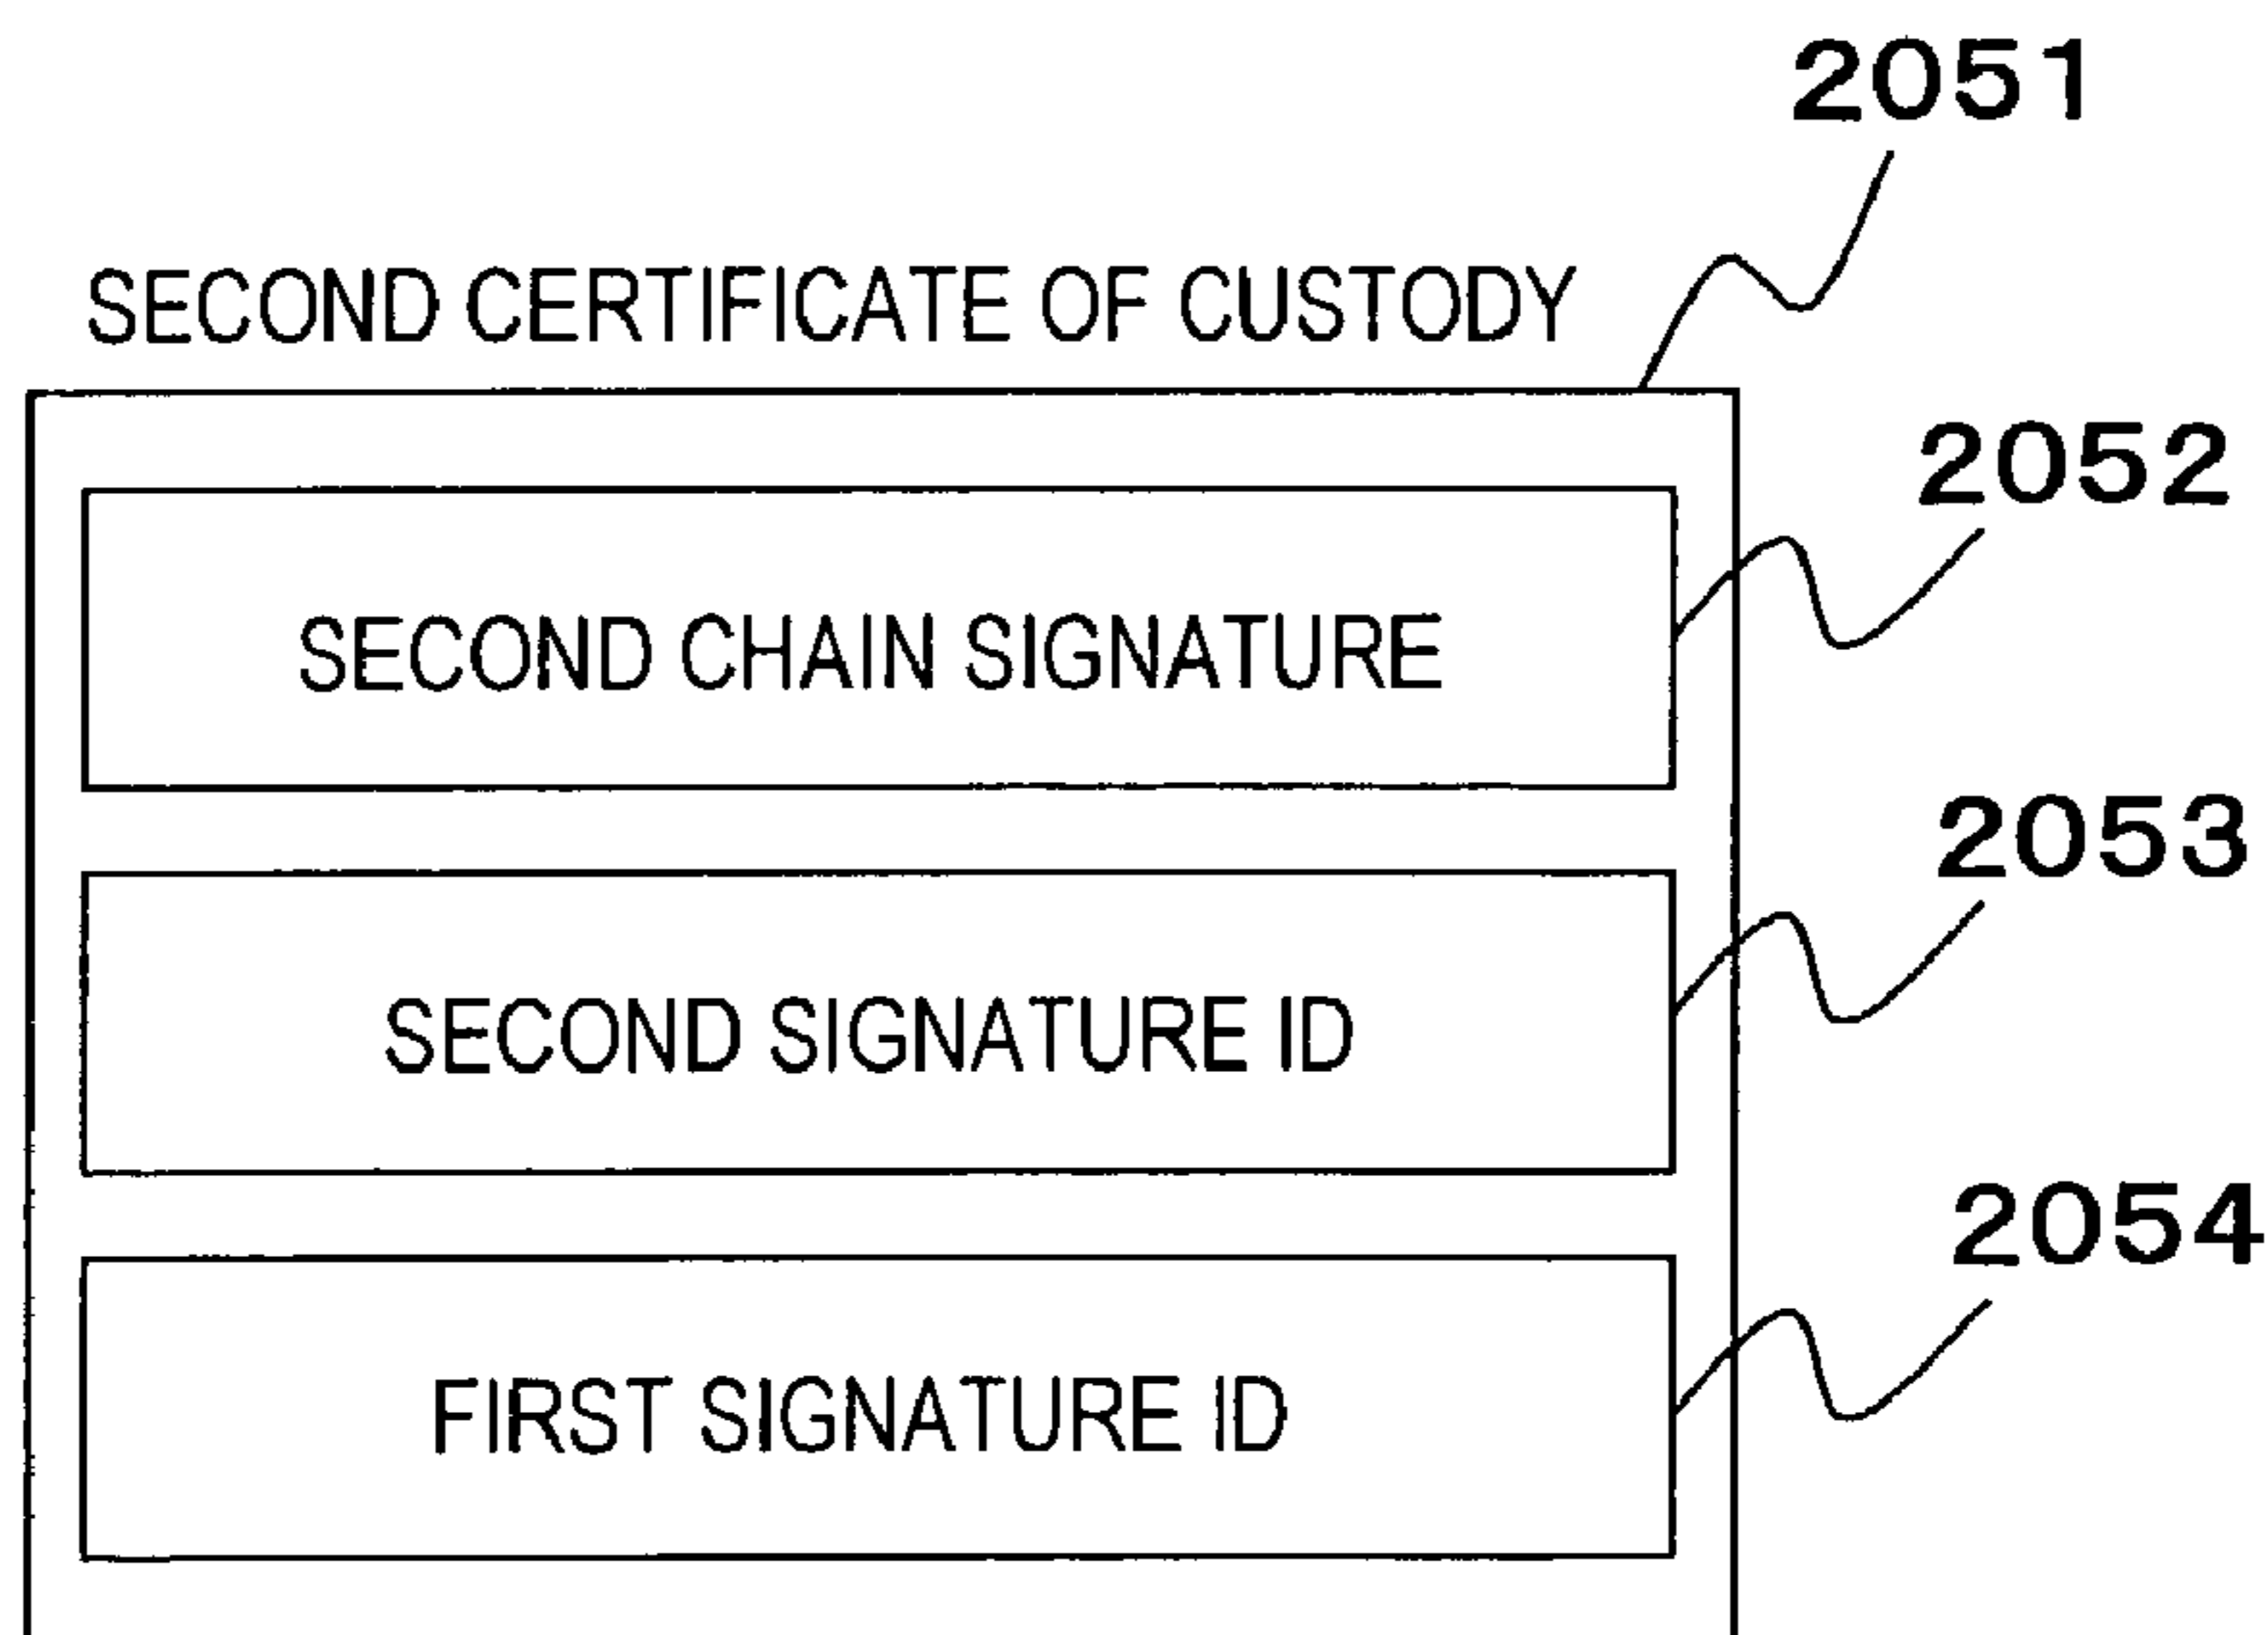 2051
SECOND CERTIFICATE OF CUSTODY
2052
SECOND CHAIN SIGNATURE
2053
SECOND SIGNATURE ID
2054
FIRST SIGNATURE ID